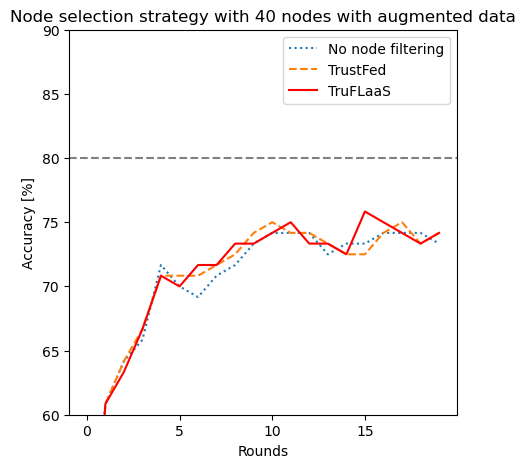 Node selection strategy with 40 nodes with augmented data
No node filtering
TrustFed
TruFLaaS
90
85
80
75
70
65
60
Accuracy [%]
0 5 10 15
Rounds